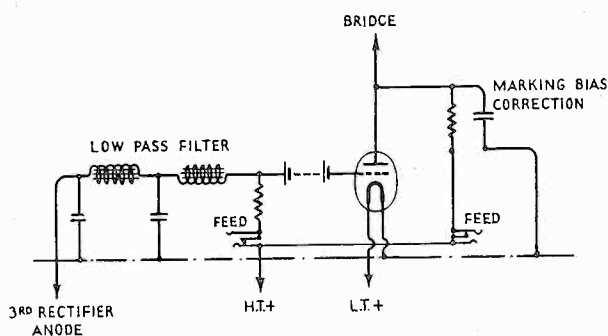 BRIDGE
MARKING BIAS
CORRECTION
LOW PASS FILTER
FEED
FEED
3RD RECTIFIER
ANODE
H.T.+
L.T.+